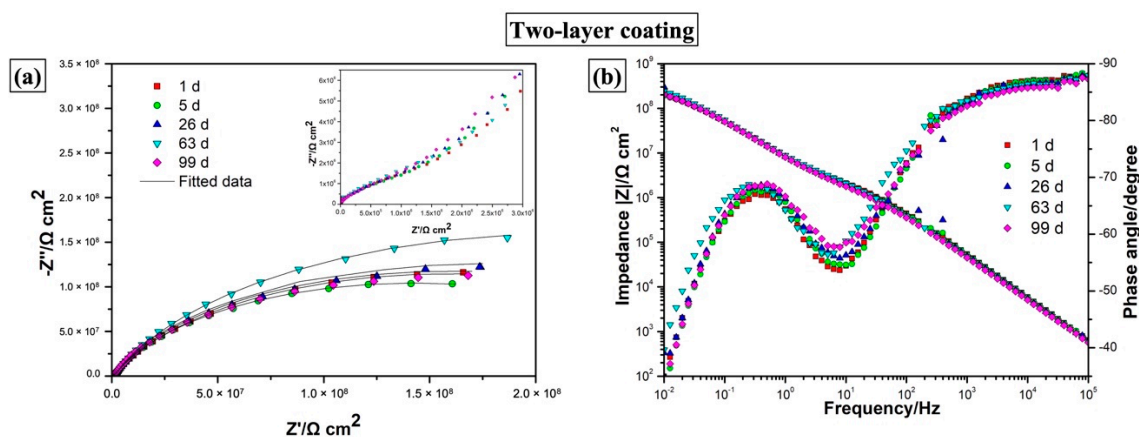 Two-layer coating
(a)
3.5 × 10⁸
3.0 × 10⁸
2.5 × 10⁸
2.0 × 10⁸
1.5 × 10⁸
1.0 × 10⁸
5.0 × 10⁷
0.0
-Z''/Ω cm²
1 d
5 d
26 d
63 d
99 d
Fitted data
0.0
5.0 × 10⁷
1.0 × 10⁸
1.5 × 10⁸
2.0 × 10⁸
Z'/Ω cm²
-Z''/Ω cm²
Z'/Ω cm²
(b)
10⁹
10⁸
10⁷
10⁶
10⁵
10⁴
10³
10²
Impedance |Z|/Ω cm²
1 d
5 d
26 d
63 d
99 d
-90
-80
-70
-60
-50
-40
Phase angle/degree
10⁻² 10⁻¹ 10⁰ 10¹ 10² 10³ 10⁴ 10⁵
Frequency/Hz